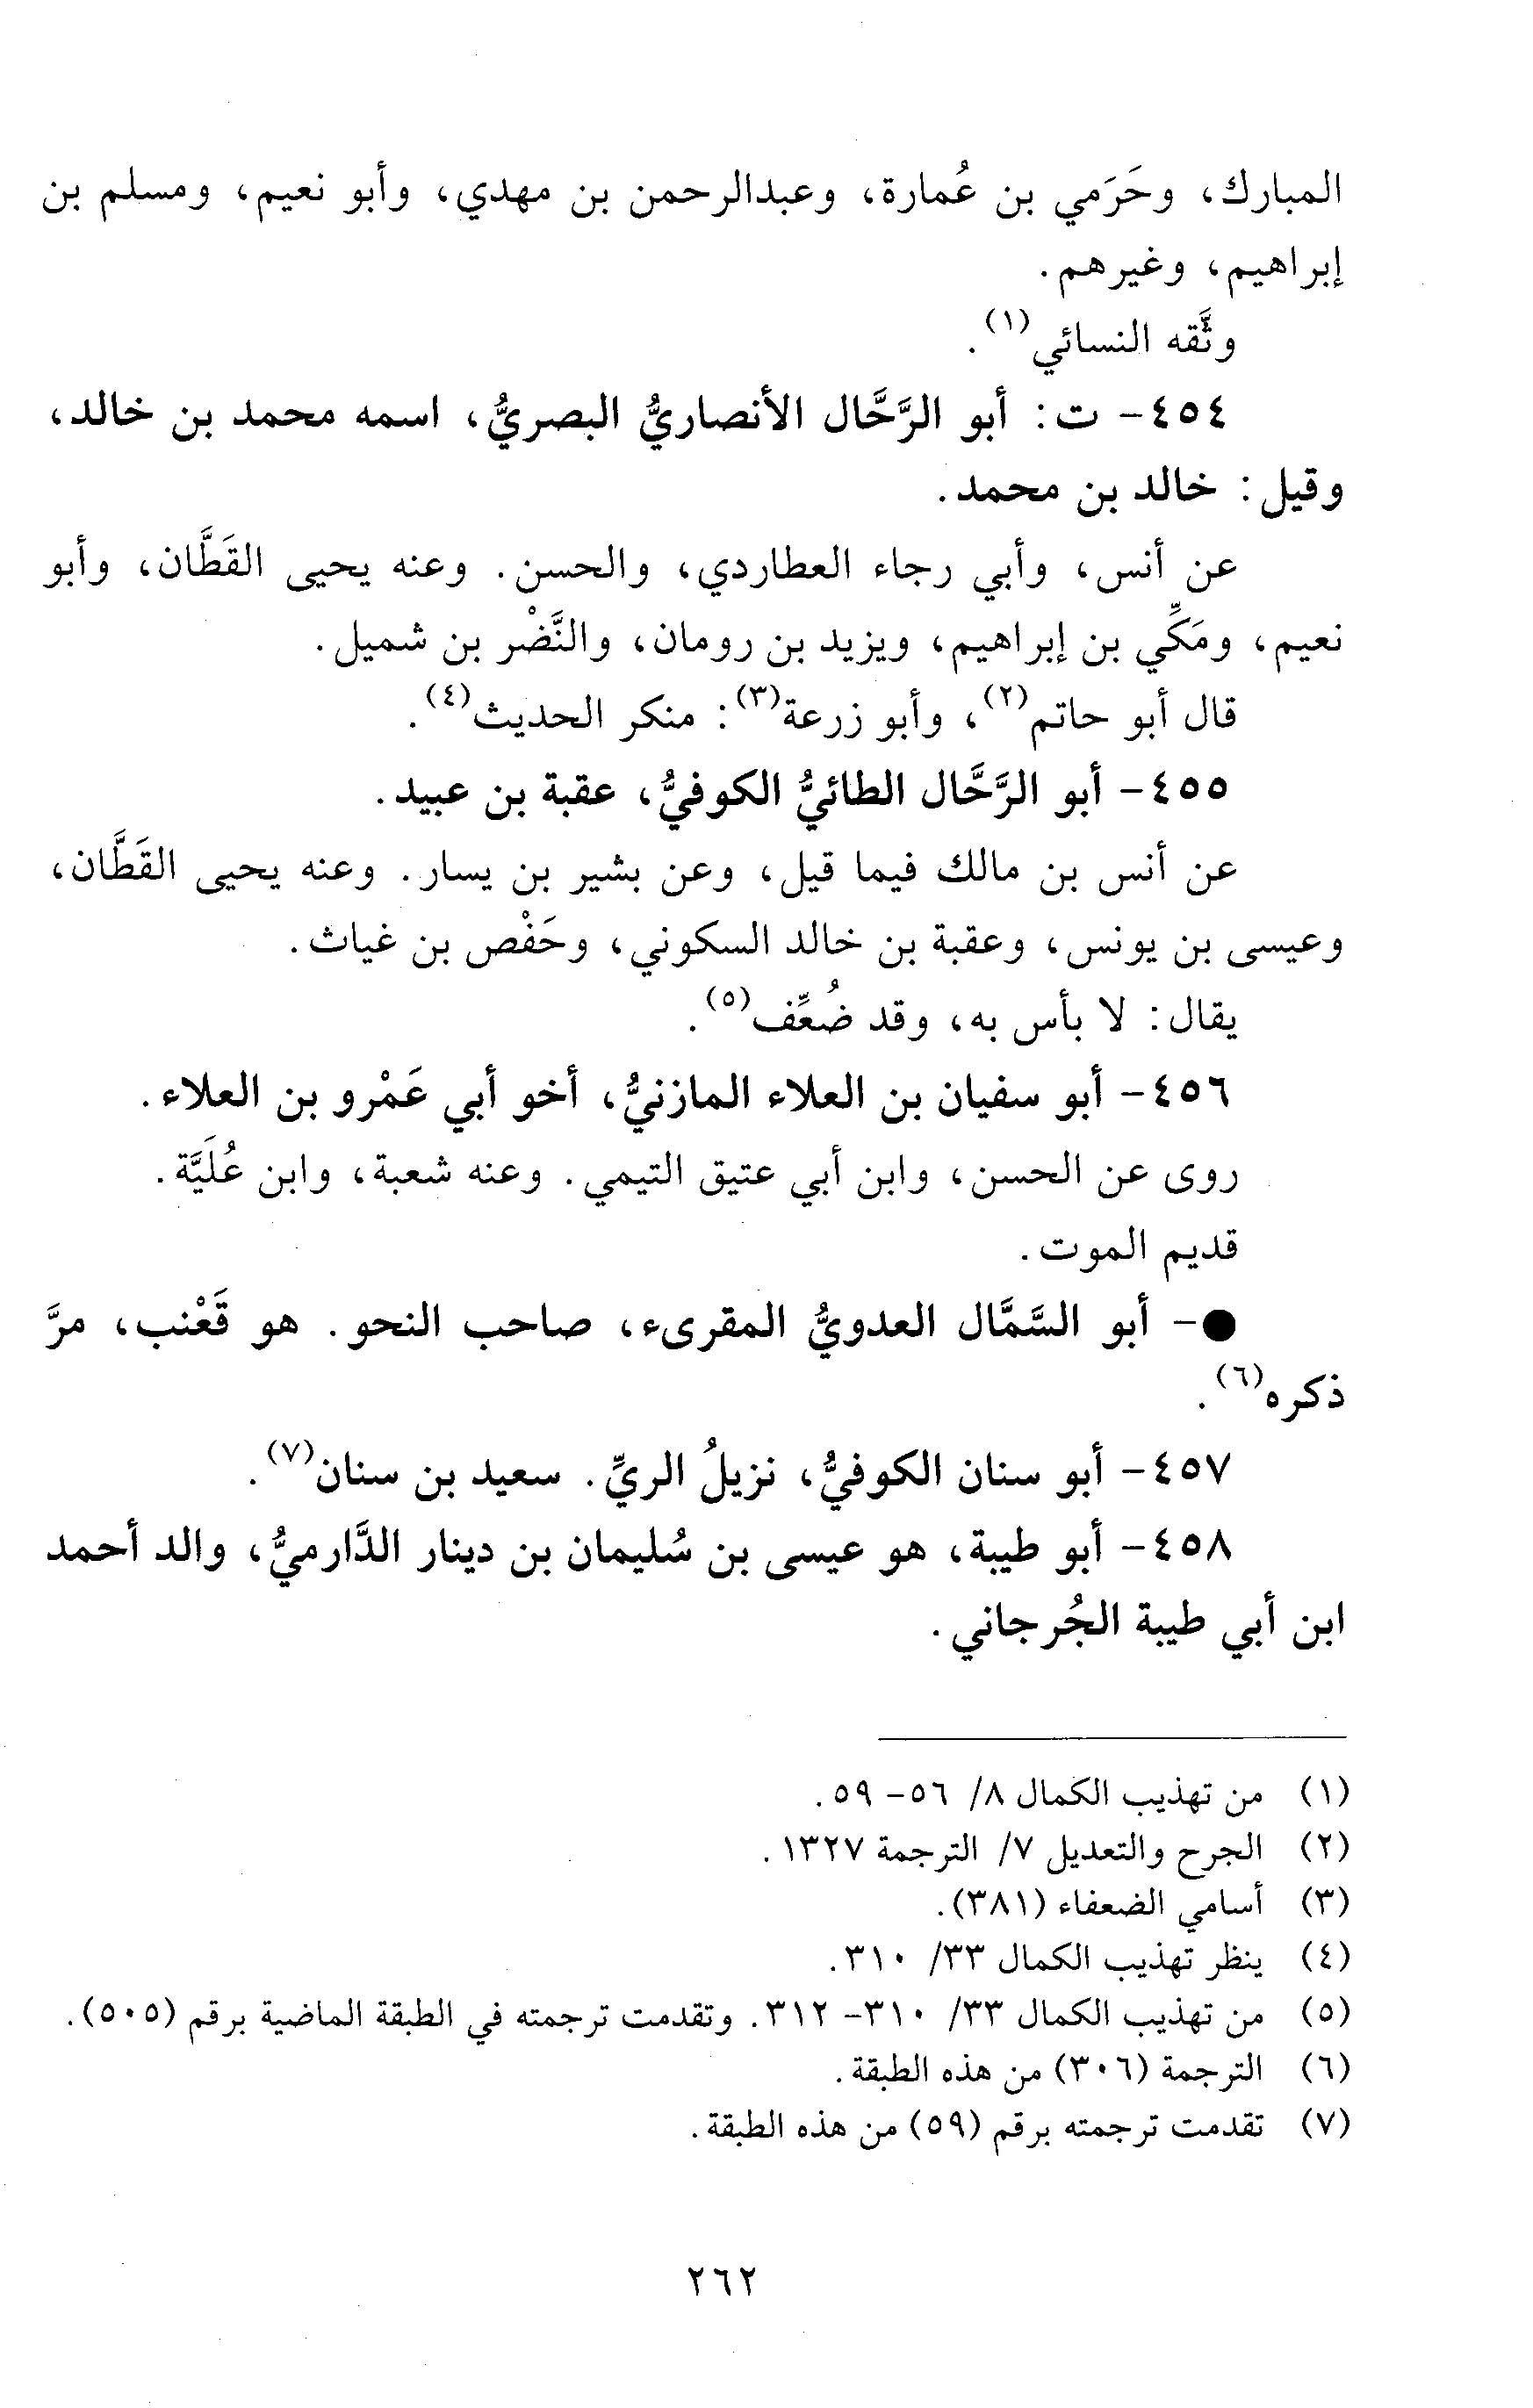 المبارك، وحَرَمي بن عُمارة، وعبدالرحمن بن مهدي، وأبو نعيم، ومسلم بن
إبراهيم، وغيرهم.
وثَّقه النسائي(١).
٤٥٤- ت: أبو الرَّحَّال الأنصاريُّ البصريُّ، اسمه محمد بن خالد،
وقيل: خالد بن محمد.
عن أنس، وأبي رجاء العطاردي، والحسن. وعنه يحيى القَطَّان، وأبو
نعيم، ومَكِّي بن إبراهيم، ويزيد بن رومان، والنَّضْر بن شميل.
قال أبو حاتم(٢)، وأبو زرعة(٣): منكر الحديث(٤).
٤٥٥- أبو الرَّحَّال الطائيُّ الكوفيُّ، عقبة بن عبيد.
عن أنس بن مالك فيما قيل، وعن بشير بن يسار. وعنه يحيى القَطَّان،
وعيسى بن يونس، وعقبة بن خالد السكوني، وحَفْص بن غياث.
يقال: لا بأس به، وقد ضُعِّف(٥).
٤٥٦- أبو سفيان بن العلاء المازنيُّ، أخو أبي عَمْرو بن العلاء.
روى عن الحسن، وابن أبي عتيق التيمي. وعنه شعبة، وابن عُلَيَّة.
قديم الموت.
●- أبو السَّمَّال العدويُّ المقرىء، صاحب النحو. هو قَعْنب، مرَّ
ذكره(٦).
٤٥٧- أبو سنان الكوفيُّ، نزيلُ الريِّ. سعيد بن سنان(٧).
٤٥٨- أبو طيبة، هو عيسى بن سُليمان بن دينار الدَّارميُّ، والد أحمد
ابن أبي طيبة الجُرجاني.
(١) من تهذيب الكمال ٨/ ٥٦- ٥٩.
(٢) الجرح والتعديل ٧/ الترجمة ١٣٢٧.
(٣) أسامي الضعفاء (٣٨١).
(٤) ينظر تهذيب الكمال ٣٣/ ٣١٠.
(٥) من تهذيب الكمال ٣٣/ ٣١٠- ٣١٢. وتقدمت ترجمته في الطبقة الماضية برقم (٥٠٥).
(٦) الترجمة (٣٠٦) من هذه الطبقة.
(٧) تقدمت ترجمته برقم (٥٩) من هذه الطبقة.
٢٦٢